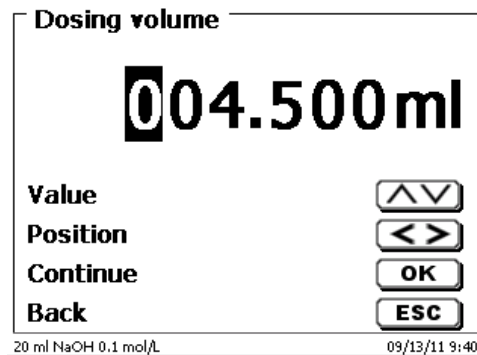 Dosing volume
004.500ml
Value
Position
Continue OK
Back ESC
20 ml NaOH 0.1 mol/L 09/13/11 9:40